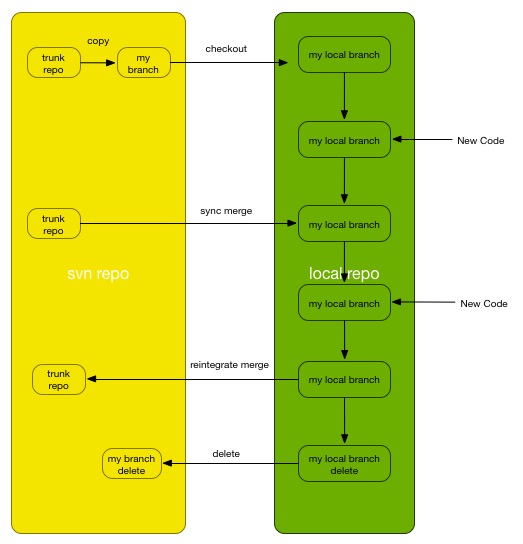 copy
trunk
repo
my
branch
checkout
my local branch
my local branch
New Code
trunk
repo
sync merge
my local branch
svn repo
local repo
my local branch
New Code
trunk
repo
reintegrate merge
my local branch
my branch
delete
delete
my local branch
delete